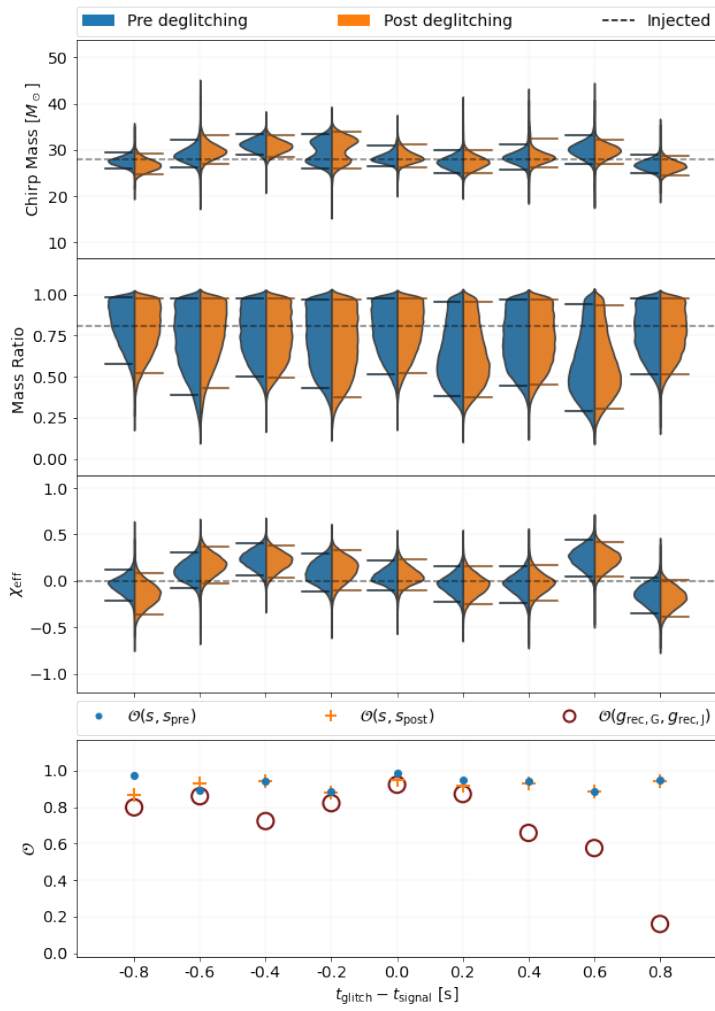 Pre deglitching Post deglitching Injected
50
40
30
20
10
Chirp Mass [M⊙]
1.00
0.75
0.50
0.25
0.00
Mass Ratio
1.0
0.5
0.0
−0.5
−1.0
χeff
𝒪(s, spre) 𝒪(s, spost) 𝒪(grec, G, grec, J)
1.0
0.8
0.6
0.4
0.2
0.0
𝒪
-0.8 -0.6 -0.4 -0.2 0.0 0.2 0.4 0.6 0.8
tglitch − tsignal [s]